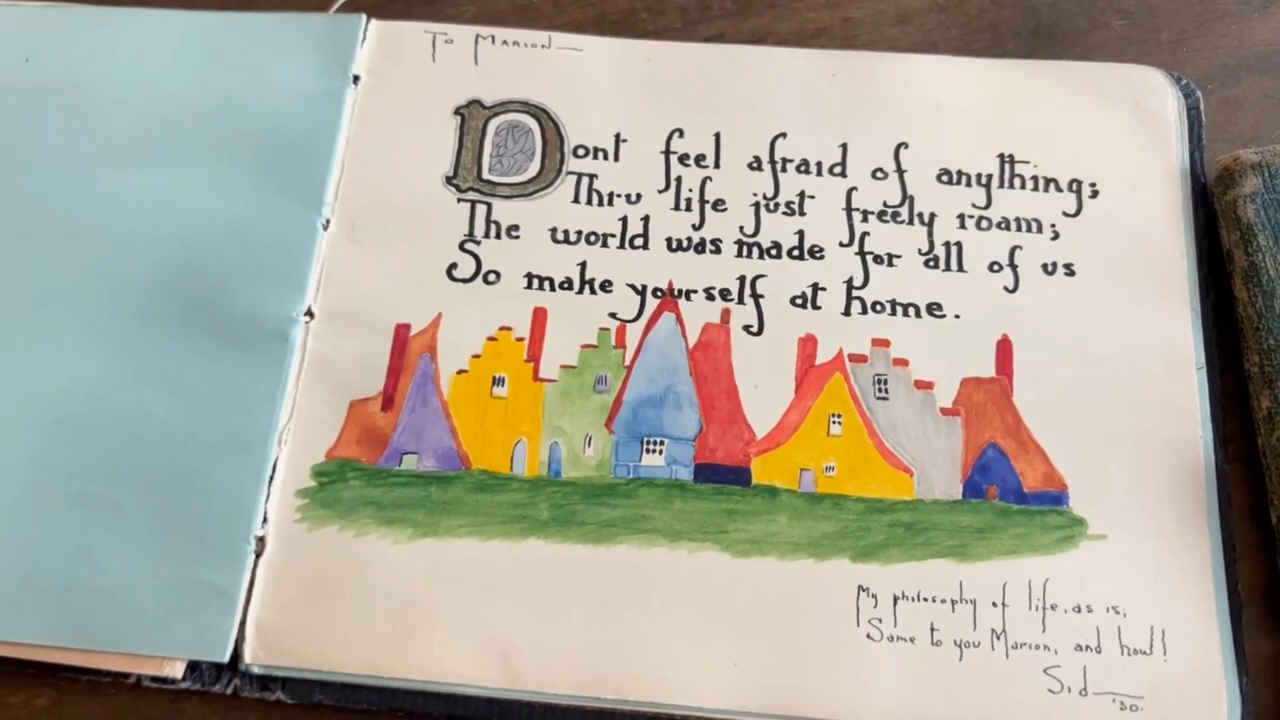 To Marion—
Dont feel afraid of anything;
Thru life just freely roam;
The world was made for all of us
So make yourself at home.
My philosophy of life, as is,
Same to you Marion, and how!!
Sid—
'30.